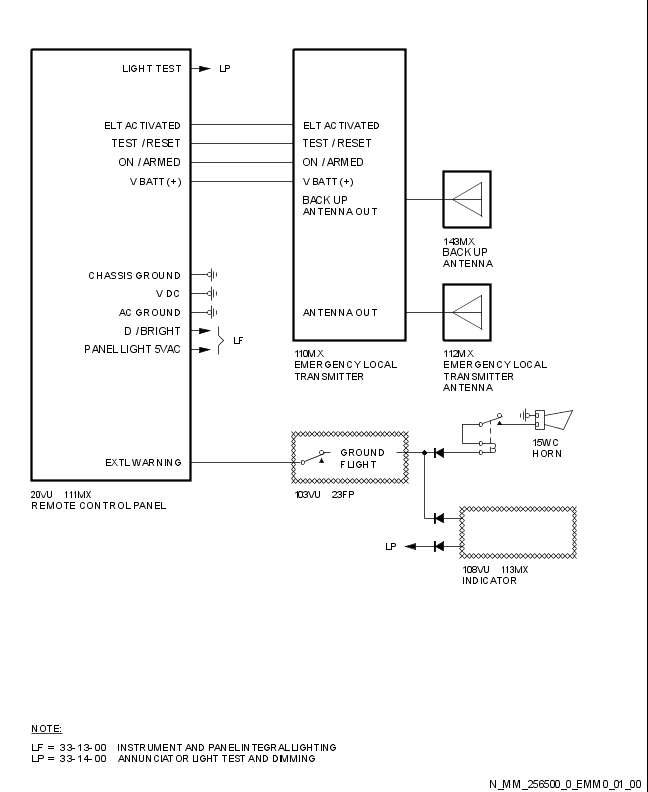 LIGHT TEST LP
ELT ACTIVATED ELT ACTIVATED
TEST / RESET TEST / RESET
ON / ARMED ON / ARMED
V BATT (+) V BATT (+)
BACK UP
ANTENNA OUT
143MX
BACK UP
ANTENNA
CHASSIS GROUND
V DC
AC GROUND ANTENNA OUT
D / BRIGHT
LF
PANEL LIGHT 5VAC
110MX
EMERGENCY LOCAL
TRANSMITTER
112MX
EMERGENCY LOCAL
TRANSMITTER
ANTENNA
15WC
HORN
EXTL WARNING
GROUND
FLIGHT
20VU 111MX
REMOTE CONTROL PANEL
103VU 23FP
LP
108VU 113MX
INDICATOR
NOTE:
LF = 33-13-00 INSTRUMENT AND PANEL INTEGRAL LIGHTING
LP = 33-14-00 ANNUNCIATOR LIGHT TEST AND DIMMING
N_MM_256500_0_EMM0_01_00